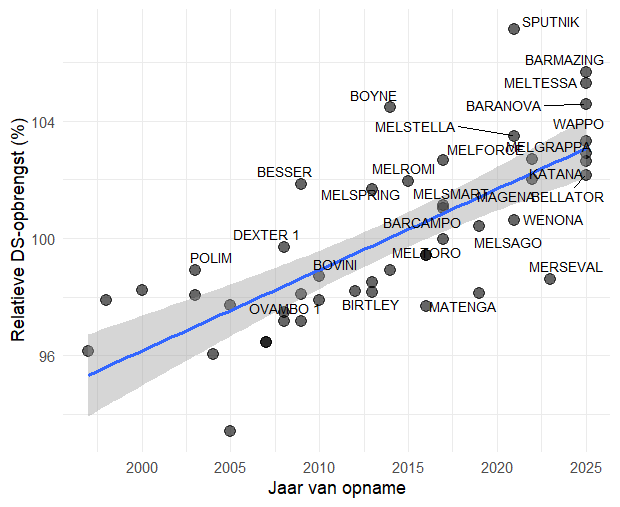 SPUTNIK
BARMAZING
MELTESSA
BOYNE
BARANOVA
104
MELSTELLA
WAPPO
MELFORCE
MELGRAPPA
BESSER
MELROMI
KATANA
MELSPRING
MELSMART
MAGENA
BELLATOR
BARCAMPO
WENONA
DEXTER 1
100
MELSAGO
POLIM
BOVINI
MELTORO
MERSEVAL
OVAMBO 1
BIRTLEY
MATENGA
96
Relatieve DS-opbrengst (%)
2000
2005
2010
2015
2020
2025
Jaar van opname